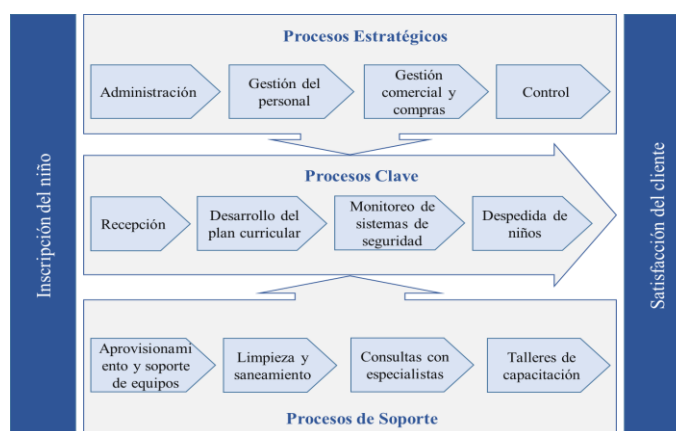 Inscripción del niño
Procesos Estratégicos
Administración
Gestión del
personal
Gestión
comercial y
compras
Control
Procesos Clave
Recepción
Desarrollo del
plan curricular
Monitoreo de
sistemas de
seguridad
Despedida de
niños
Aprovisionami
ento y soporte
de equipos
Limpieza y
saneamiento
Consultas con
especialistas
Talleres de
capacitación
Procesos de Soporte
Satisfacción del cliente